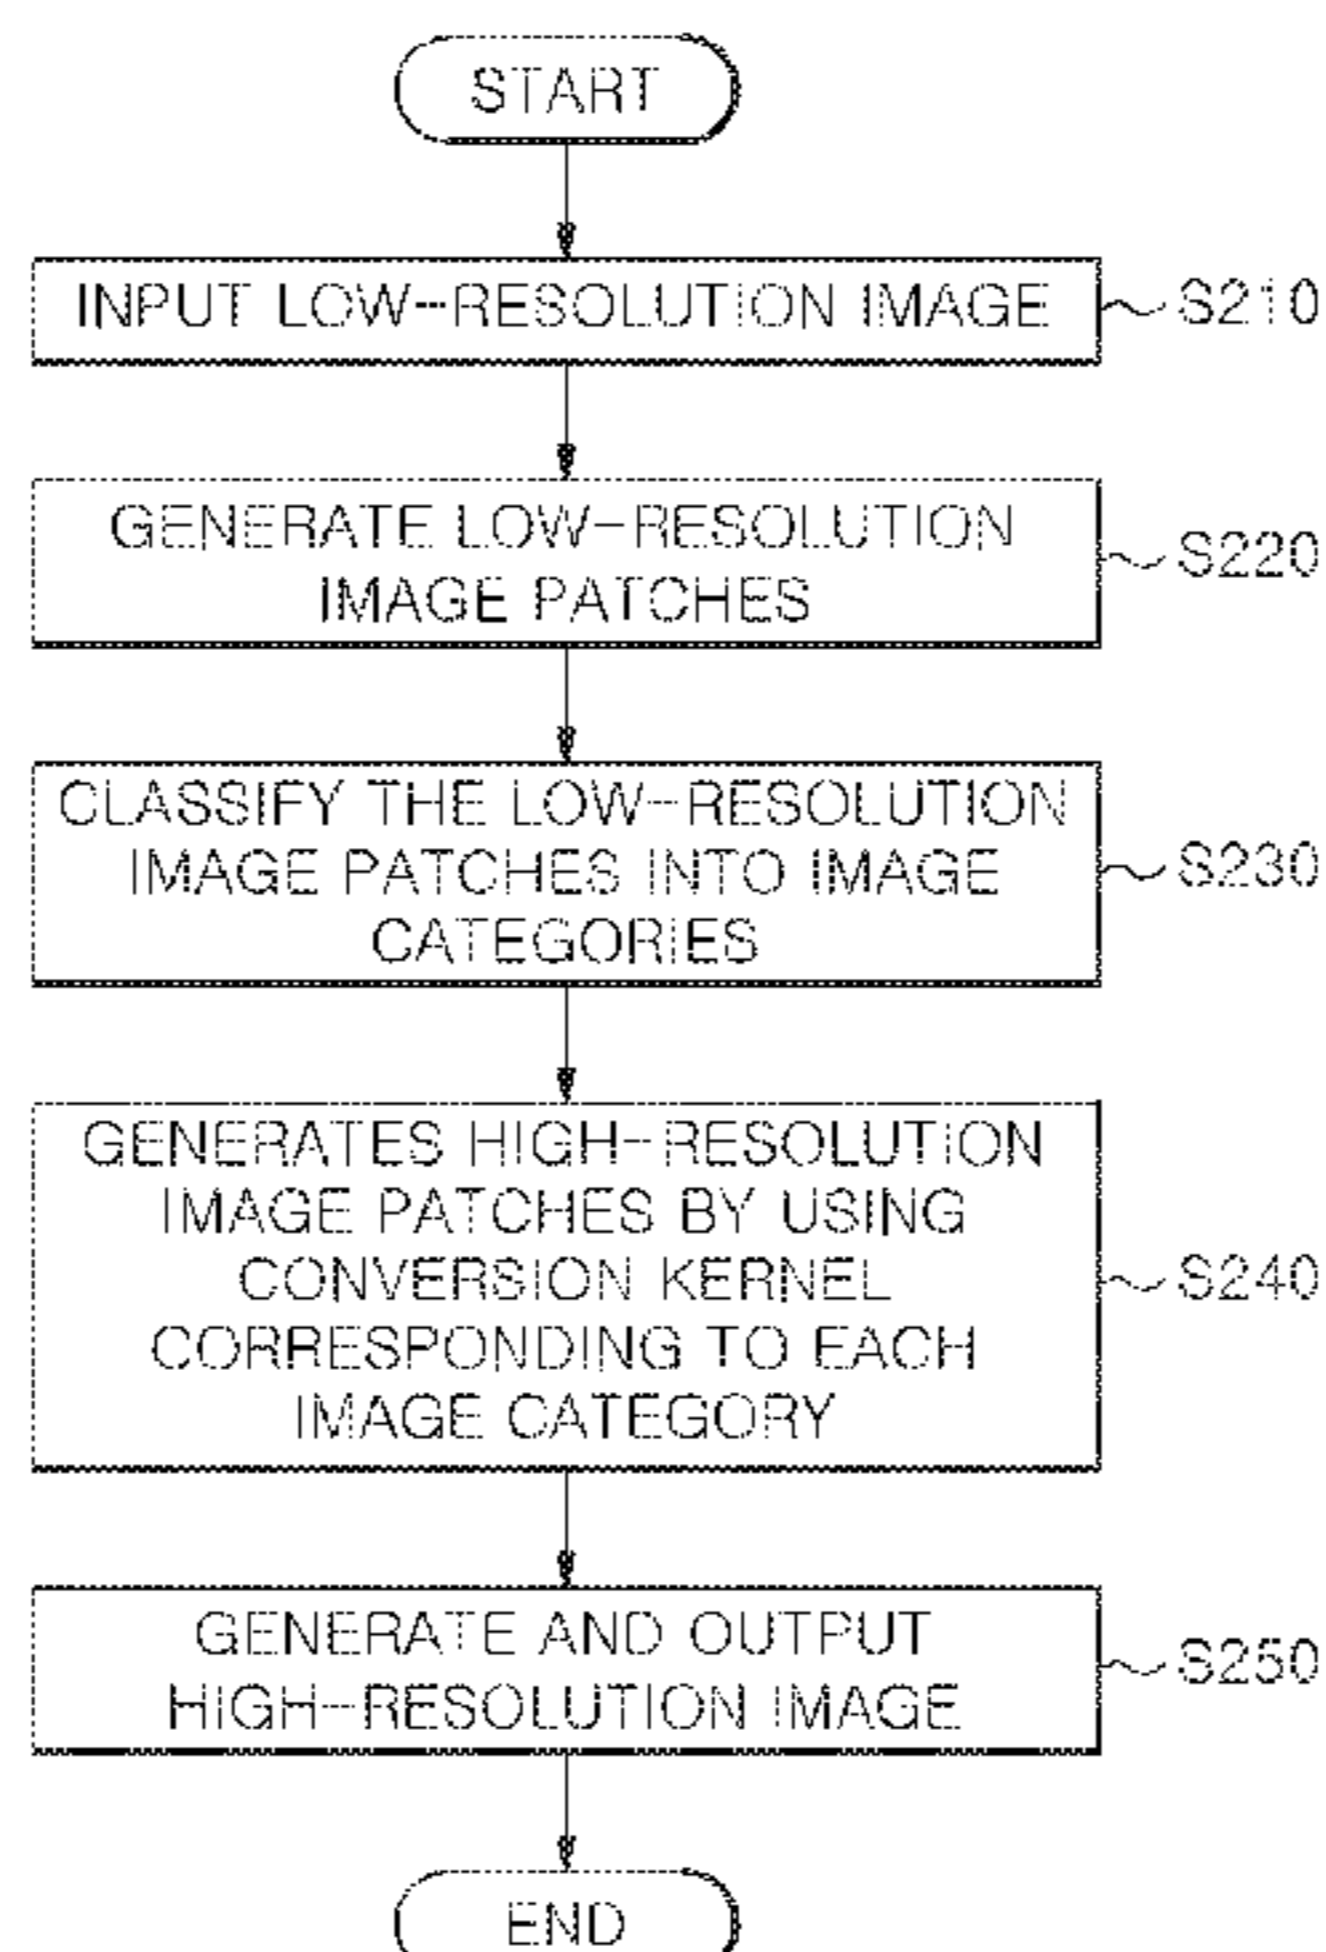 START
INPUT LOW-RESOLUTION IMAGE
S210
GENERATE LOW-RESOLUTION
IMAGE PATCHES
S220
CLASSIFY THE LOW-RESOLUTION
IMAGE PATCHES INTO IMAGE
CATEGORIES
S230
GENERATES HIGH-RESOLUTION
IMAGE PATCHES BY USING
CONVERSION KERNEL
CORRESPONDING TO EACH
IMAGE CATEGORY
S240
GENERATE AND OUTPUT
HIGH-RESOLUTION IMAGE
S250
END